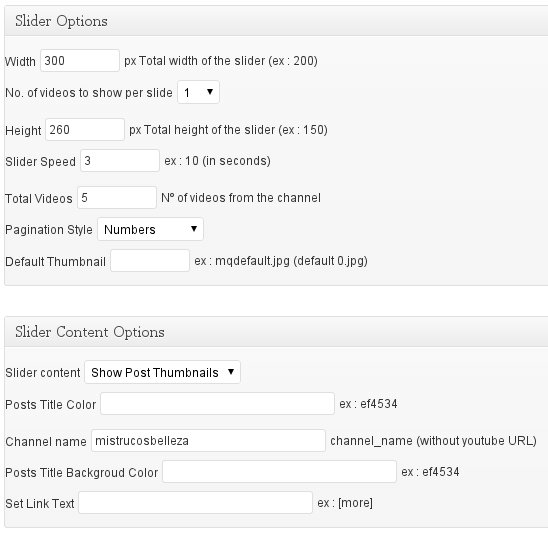 Slider Options
Width 300 px Total width of the slider (ex : 200)
No. of videos to show per slide 1
Height 260 px Total height of the slider (ex : 150)
Slider Speed 3 ex : 10 (in seconds)
Total Videos 5 Nº of videos from the channel
Pagination Style Numbers
Default Thumbnail ex : mqdefault.jpg (default 0.jpg)
Slider Content Options
Slider content Show Post Thumbnails
Posts Title Color ex : ef4534
Channel name mistrucosbelleza channel_name (without youtube URL)
Posts Title Backgroud Color ex : ef4534
Set Link Text ex : [more]